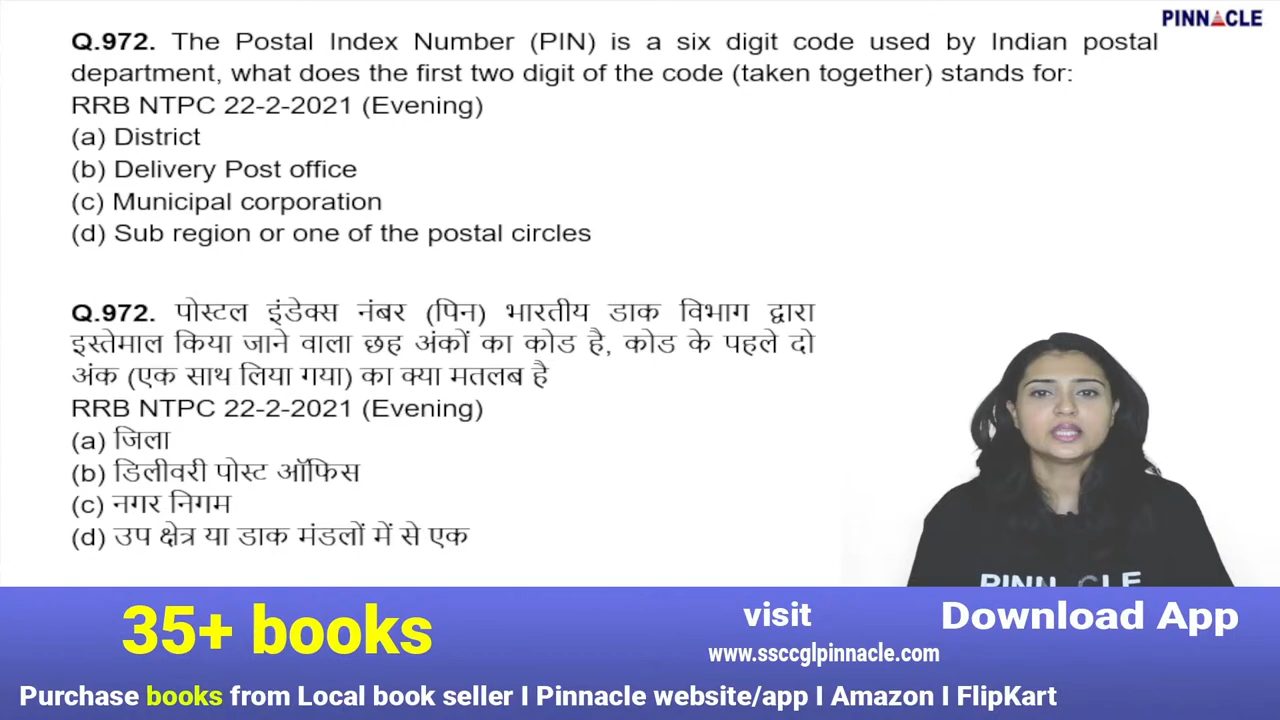 PINNACLE
Q.972. The Postal Index Number (PIN) is a six digit code used by Indian postal
department, what does the first two digit of the code (taken together) stands for:
RRB NTPC 22-2-2021 (Evening)
(a) District
(b) Delivery Post office
(c) Municipal corporation
(d) Sub region or one of the postal circles
Q.972. पोस्टल इंडेक्स नंबर (पिन) भारतीय डाक विभाग द्वारा
इस्तेमाल किया जाने वाला छह अंकों का कोड है, कोड के पहले दो
अंक (एक साथ लिया गया) का क्या मतलब है
RRB NTPC 22-2-2021 (Evening)
(a) जिला
(b) डिलीवरी पोस्ट ऑफिस
(c) नगर निगम
(d) उप क्षेत्र या डाक मंडलों में से एक
PINNACLE
35+ books
visit
www.ssccglpinnacle.com
Download App
Purchase books from Local book seller I Pinnacle website/app I Amazon I FlipKart